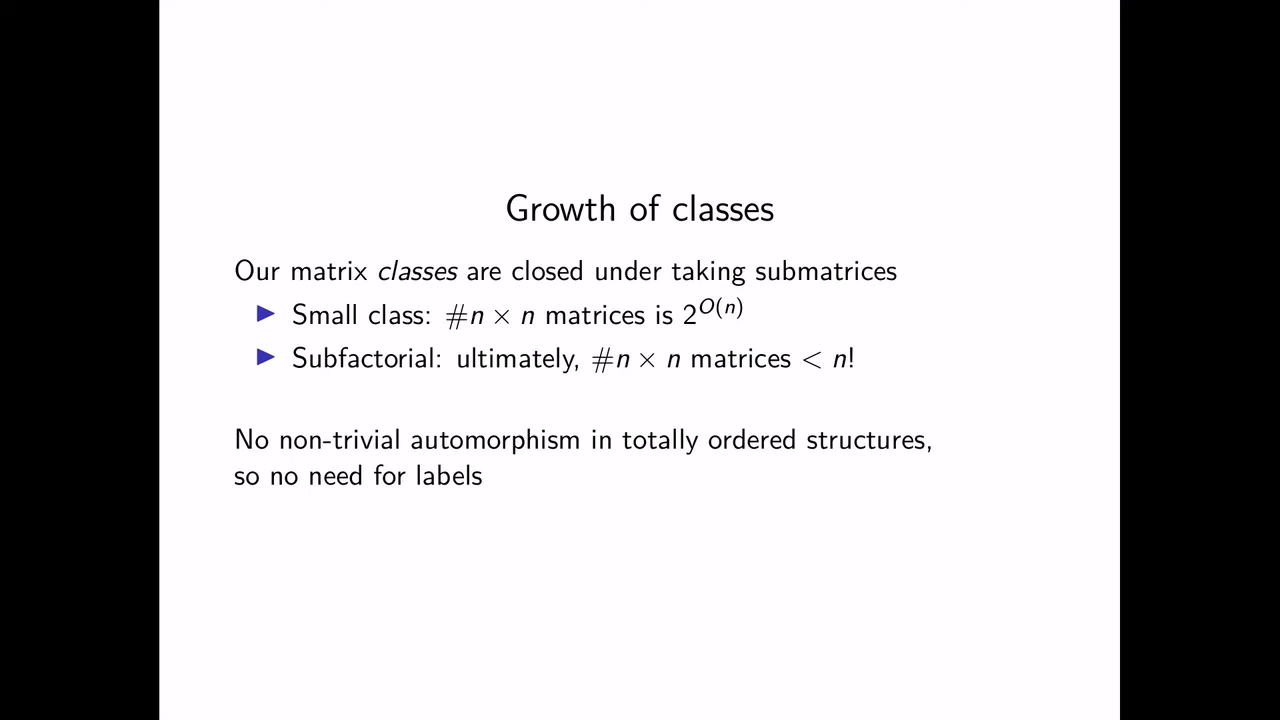 Growth of classes
Our matrix classes are closed under taking submatrices
▶ Small class: #n × n matrices is 2^{O(n)}
▶ Subfactorial: ultimately, #n × n matrices < n!
No non-trivial automorphism in totally ordered structures,
so no need for labels